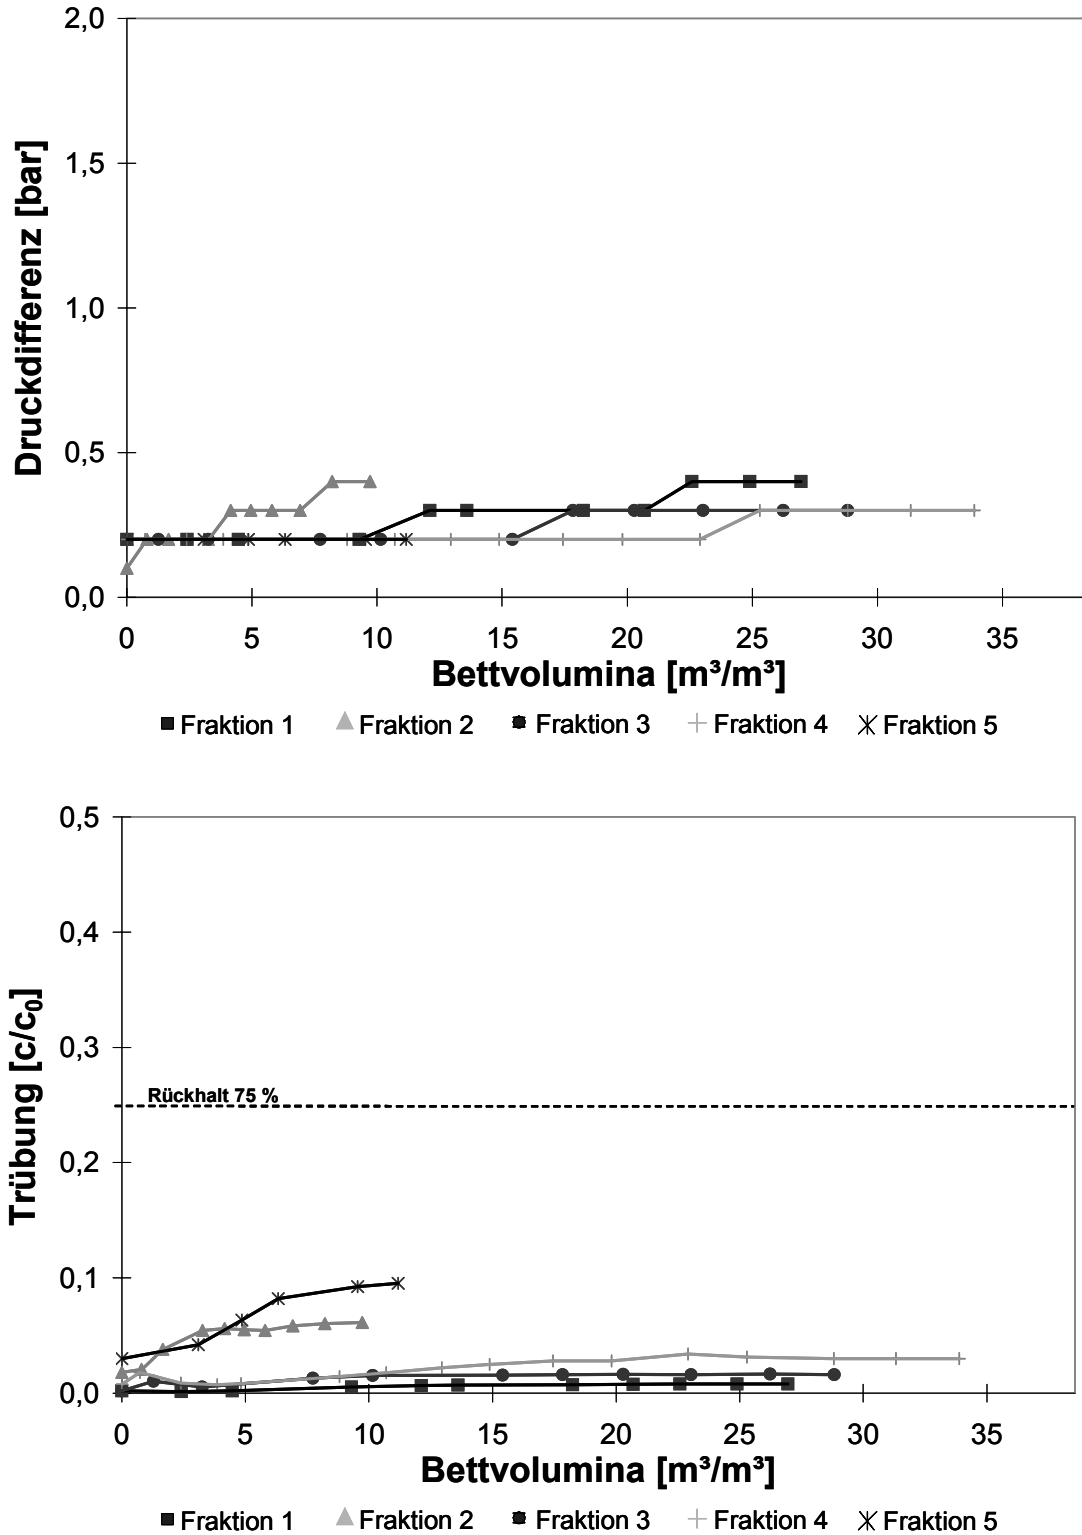 2,0
1,5
1,0
0,5
0,0
Druckdifferenz [bar]
0 5 10 15 20 25 30 35
Bettvolumina [m³/m³]
Fraktion 1 Fraktion 2 Fraktion 3 Fraktion 4 Fraktion 5
0,5
0,4
0,3
0,2
0,1
0,0
Trübung [c/c₀]
Rückhalt 75 %
0 5 10 15 20 25 30 35
Bettvolumina [m³/m³]
Fraktion 1 Fraktion 2 Fraktion 3 Fraktion 4 Fraktion 5